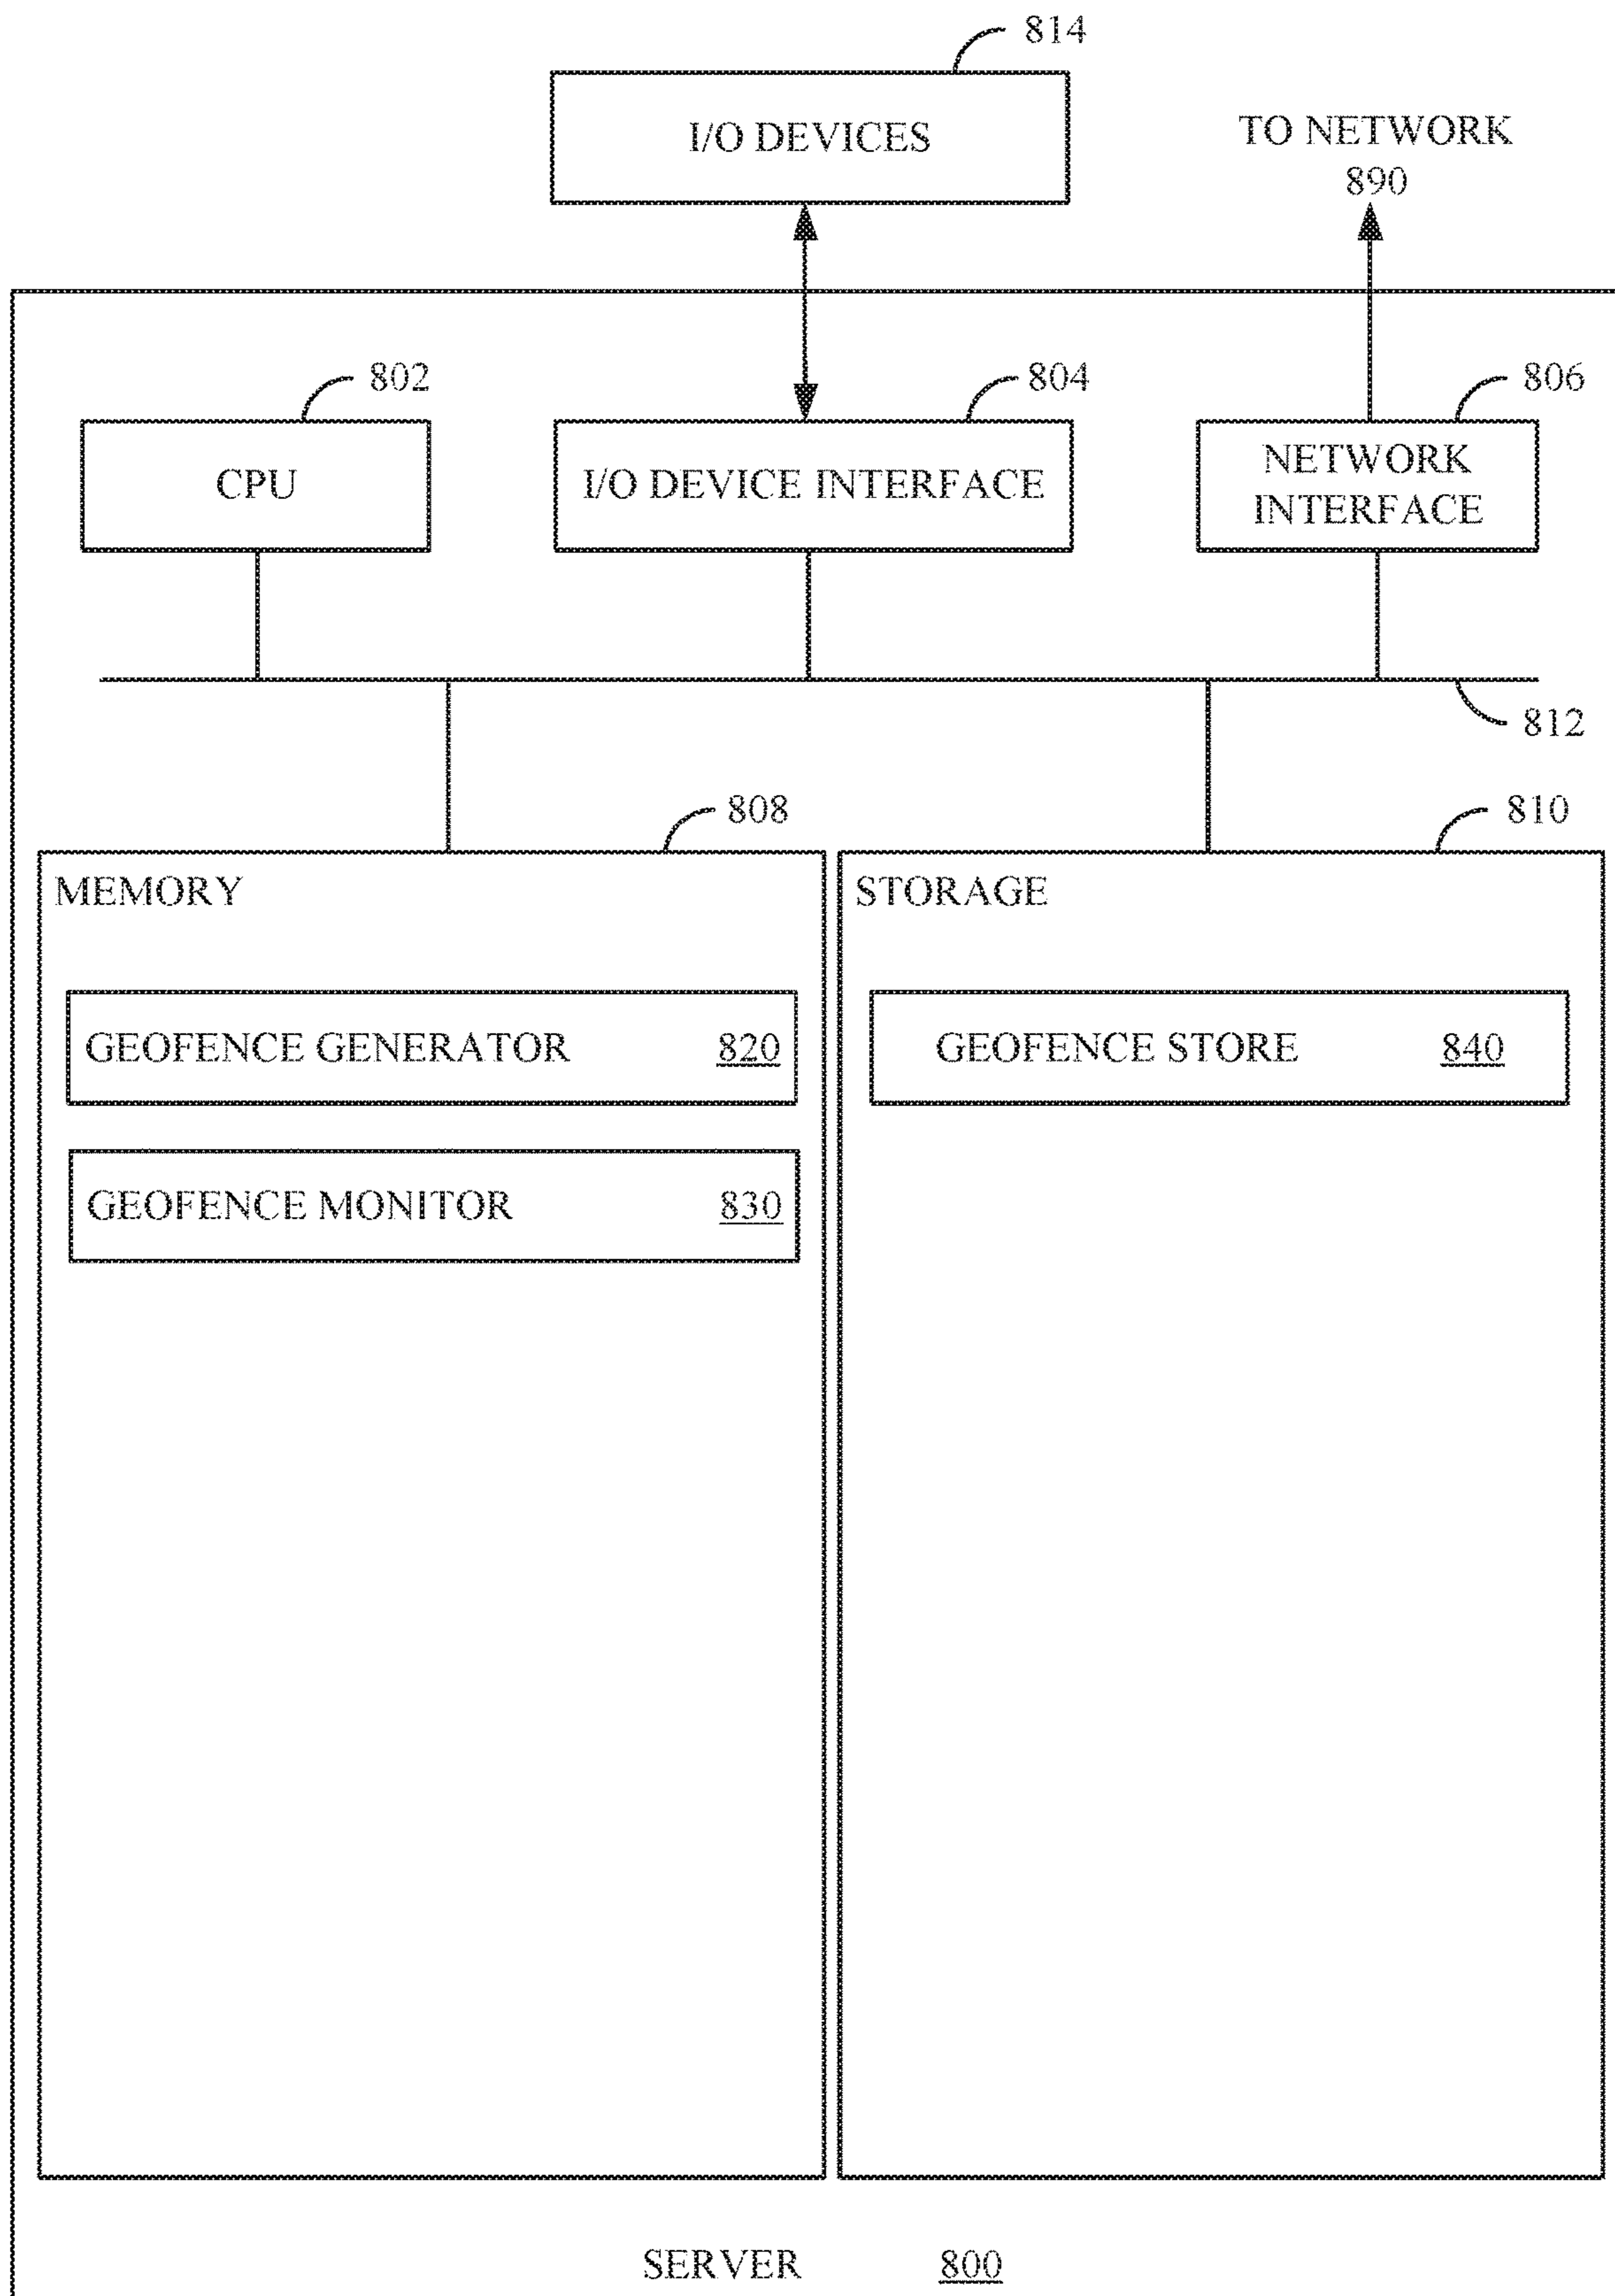 814
I/O DEVICES
TO NETWORK
890
802
804
806
CPU
I/O DEVICE INTERFACE
NETWORK
INTERFACE
812
808
810
MEMORY
STORAGE
GEOFENCE GENERATOR 820
GEOFENCE STORE 840
GEOFENCE MONITOR 830
SERVER 800